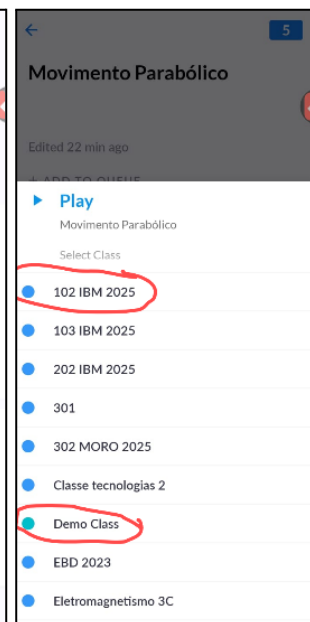 5
Movimento Parabólico
Edited 22 min ago
+ ADD TO QUEUE
Play
Movimento Parabólico
Select Class
102 IBM 2025
103 IBM 2025
202 IBM 2025
301
302 MORO 2025
Classe tecnologias 2
Demo Class
EBD 2023
Eletromagnetismo 3C